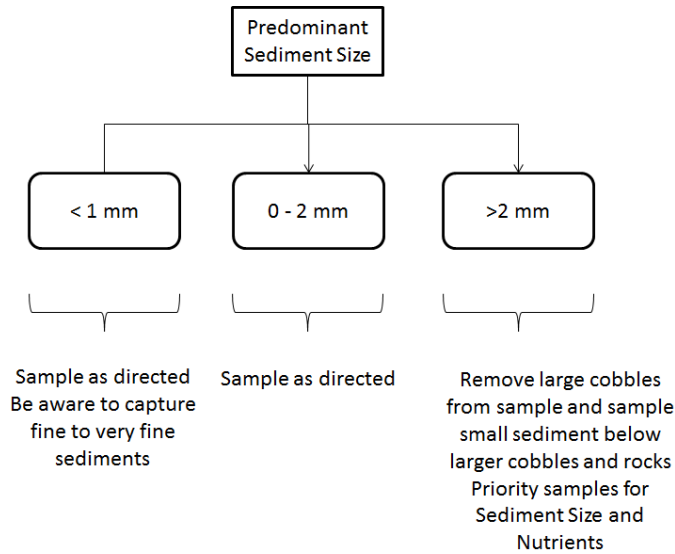 Predominant
Sediment Size
< 1 mm
0 - 2 mm
>2 mm
Sample as directed
Be aware to capture
fine to very fine
sediments
Sample as directed
Remove large cobbles
from sample and sample
small sediment below
larger cobbles and rocks
Priority samples for
Sediment Size and
Nutrients